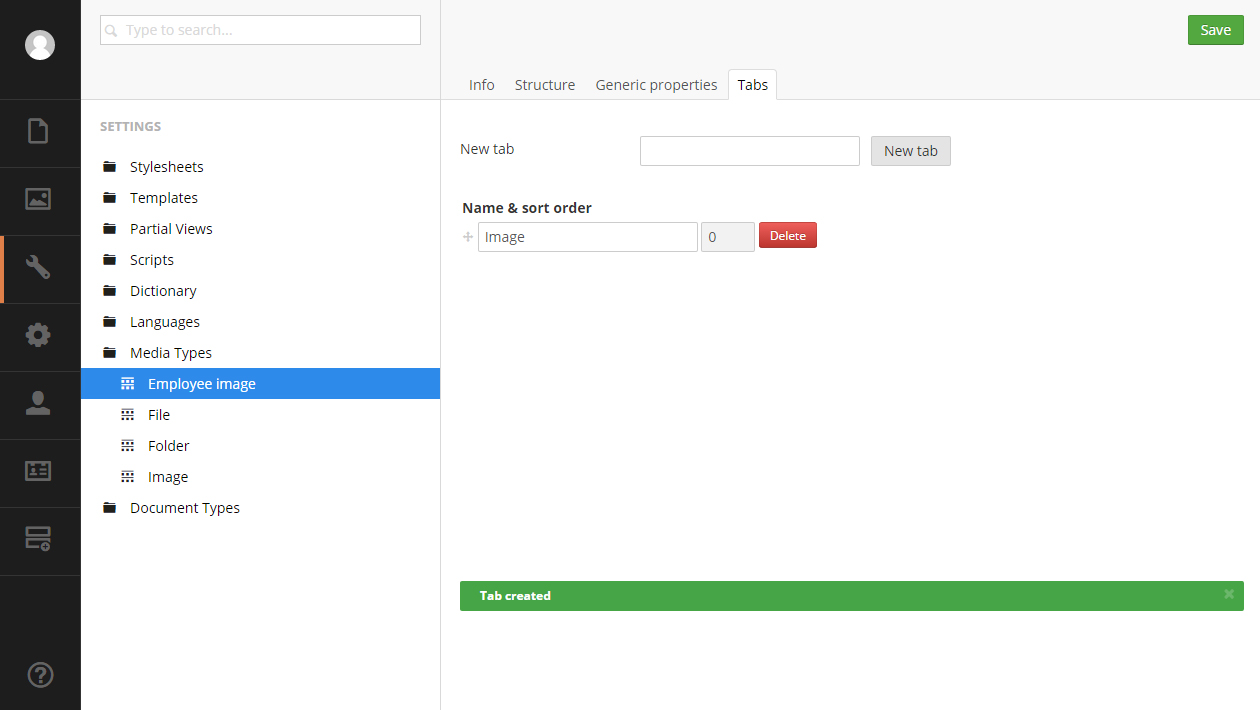 Type to search...
Save
Info Structure Generic properties Tabs
SETTINGS
Stylesheets
Templates
Partial Views
Scripts
Dictionary
Languages
Media Types
Employee image
File
Folder
Image
Document Types
New tab New tab
Name & sort order
Image 0 Delete
Tab created